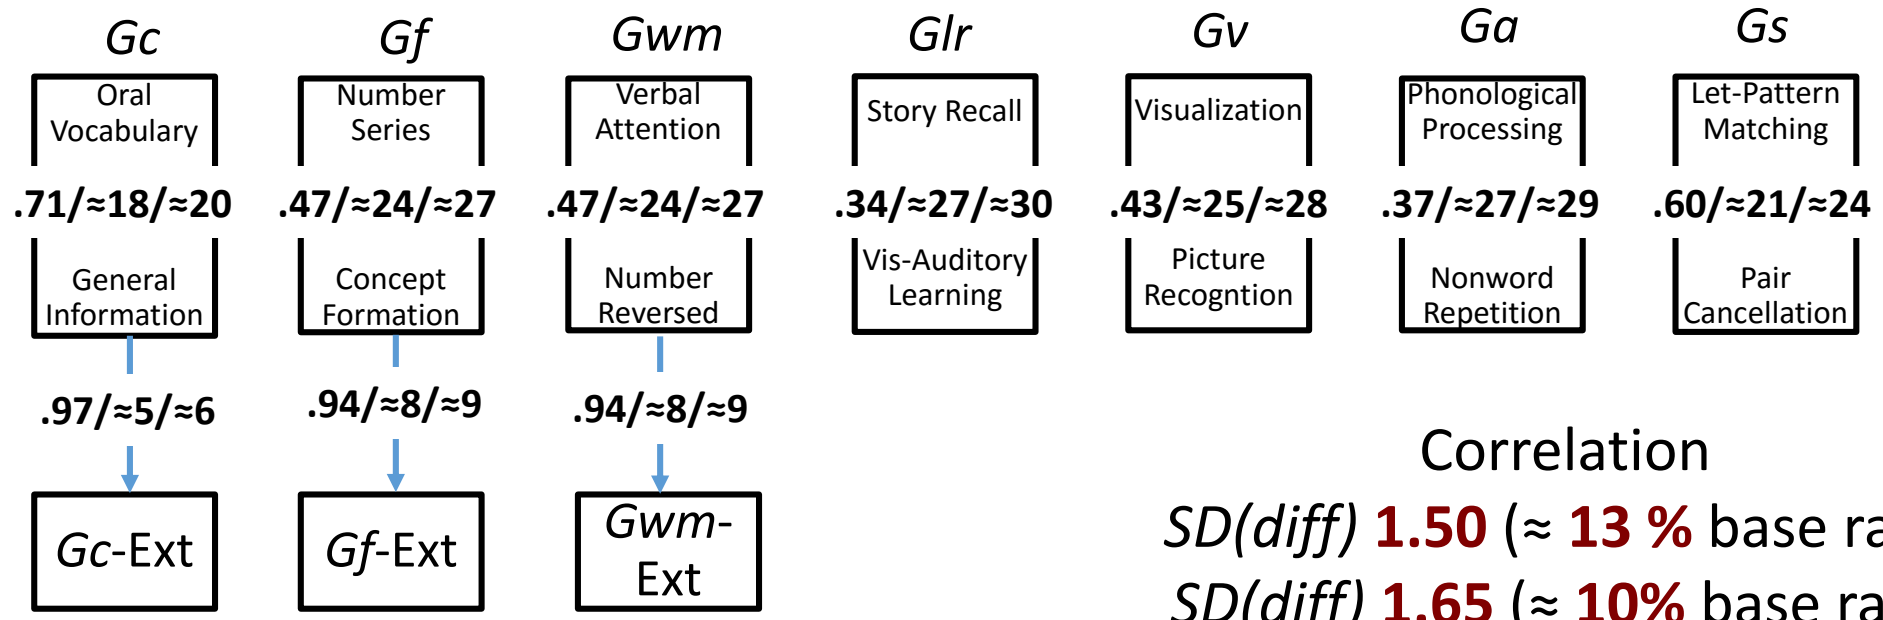 Gc
Gf
Gwm
Glr
Gv
Ga
Gs
Oral
Vocabulary
Number
Series
Verbal
Attention
Story Recall
Visualization
Phonological
Processing
Let-Pattern
Matching
.71/≈18/≈20
.47/≈24/≈27
.47/≈24/≈27
.34/≈27/≈30
.43/≈25/≈28
.37/≈27/≈29
.60/≈21/≈24
General
Information
Concept
Formation
Number
Reversed
Vis-Auditory
Learning
Picture
Recogntion
Nonword
Repetition
Pair
Cancellation
.97/≈5/≈6
.94/≈8/≈9
.94/≈8/≈9
Gc-Ext
Gf-Ext
Gwm-
Ext
Correlation
SD(diff) 1.50 (≈ 13 % base
SD(diff) 1.65 (≈ 10% base